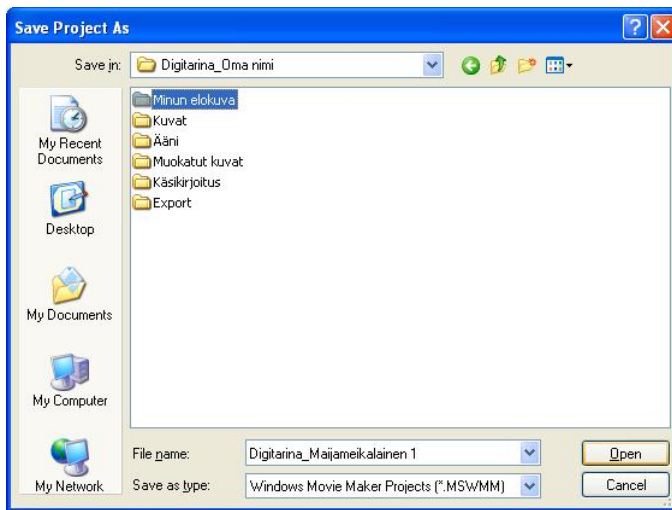 Save Project As
Save in: Digitarina_Oma nimi
Minun elokuva
Kuvat
Ääni
Muokatut kuvat
Käsikirjoitus
Export
My Recent
Documents
Desktop
My Documents
My Computer
My Network
File name: Digitarina_Maijameikalainen 1 Open
Save as type: Windows Movie Maker Projects (*.MSWMM) Cancel